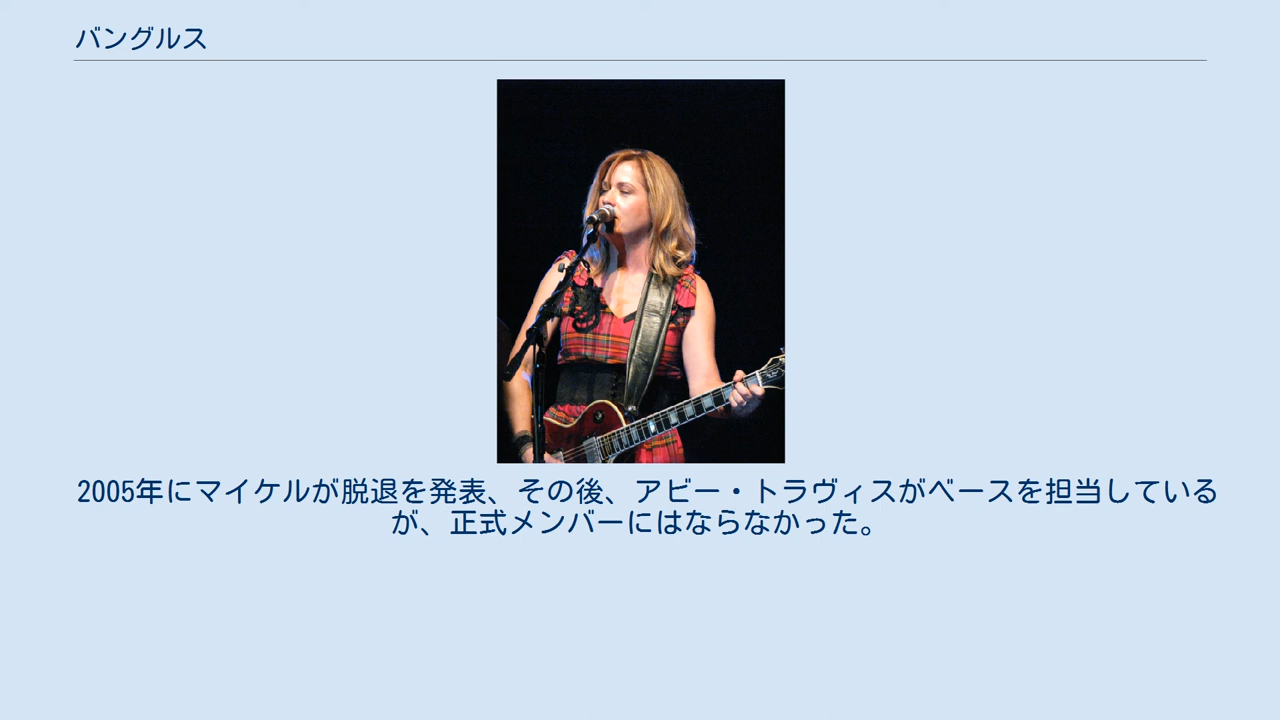 バングルス
2005年にマイケルが脱退を発表、その後、アビー・トラヴィスがベースを担当している
が、正式メンバーにはならなかった。